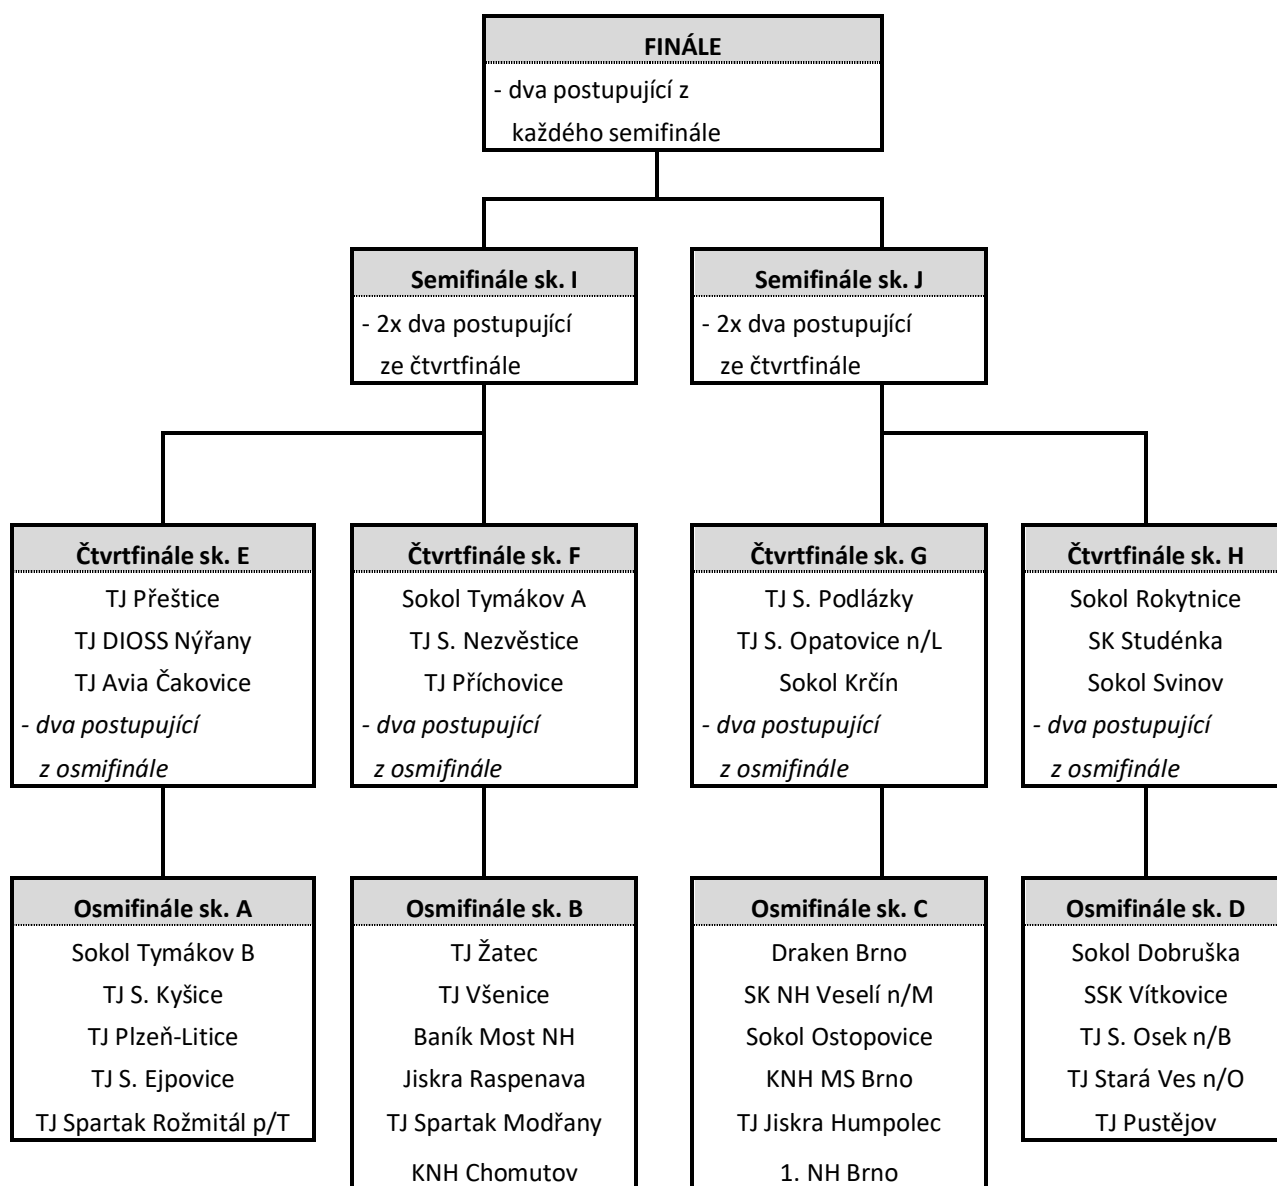 FINÁLE
- dva postupující z
každého semifinále
Semifinále sk. I
- 2x dva postupující
ze čtvrtfinále
Semifinále sk. J
- 2x dva postupující
ze čtvrtfinále
Čtvrtfinále sk. E
TJ Přeštice
TJ DIOSS Nýřany
TJ Avia Čakovice
- dva postupující
z osmifinále
Čtvrtfinále sk. F
Sokol Tymákov A
TJ S. Nezvěstice
TJ Příchovice
- dva postupující
z osmifinále
Čtvrtfinále sk. G
TJ S. Podlázky
TJ S. Opatovice n/L
Sokol Krčín
- dva postupující
z osmifinále
Čtvrtfinále sk. H
Sokol Rokytnice
SK Studénka
Sokol Svinov
- dva postupující
z osmifinále
Osmifinále sk. A
Sokol Tymákov B
TJ S. Kyšice
TJ Plzeň-Litice
TJ S. Ejpovice
TJ Spartak Rožmitál p/T
Osmifinále sk. B
TJ Žatec
TJ Všenice
Baník Most NH
Jiskra Raspenava
TJ Spartak Modřany
KNH Chomutov
Osmifinále sk. C
Draken Brno
SK NH Veselí n/M
Sokol Ostopovice
KNH MS Brno
TJ Jiskra Humpolec
1. NH Brno
Osmifinále sk. D
Sokol Dobruška
SSK Vítkovice
TJ S. Osek n/B
TJ Stará Ves n/O
TJ Pustějov